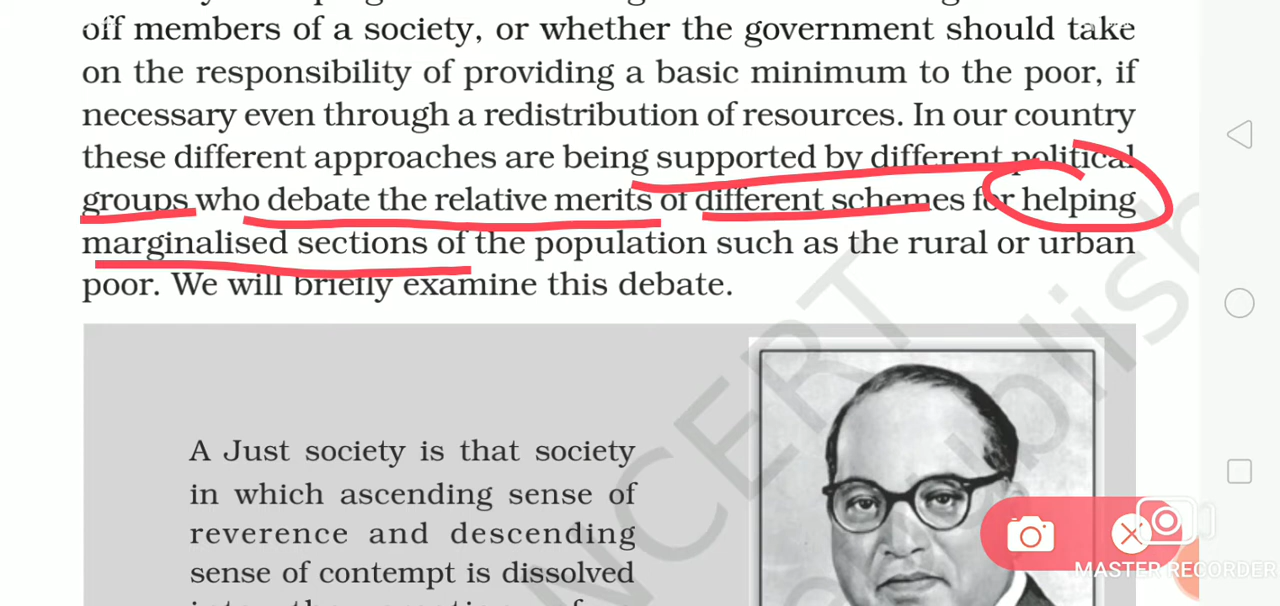 off members of a society, or whether the government should take
on the responsibility of providing a basic minimum to the poor, if
necessary even through a redistribution of resources. In our country
these different approaches are being supported by different political
groups who debate the relative merits of different schemes for helping
marginalised sections of the population such as the rural or urban
poor. We will briefly examine this debate.
A Just society is that society
in which ascending sense of
reverence and descending
sense of contempt is dissolved
NCERT
MASTER RECORDER